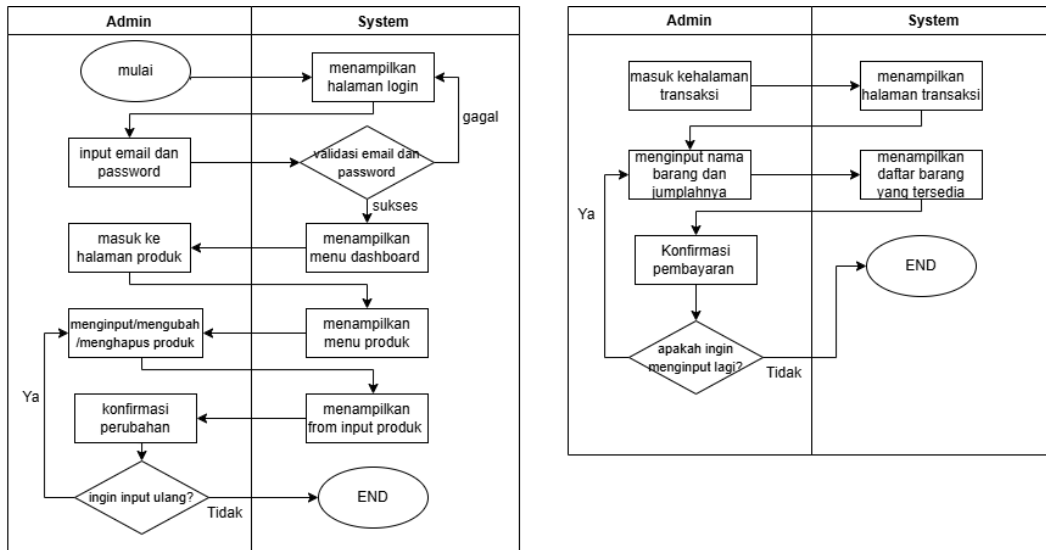 Admin
System
mulai
menampilkan
halaman login
gagal
input email dan
password
validasi email dan
password
sukses
masuk ke
halaman produk
menampilkan
menu dashboard
menginput/mengubah
/menghapus produk
menampilkan
menu produk
Ya
konfirmasi
perubahan
menampilkan
from input produk
ingin input ulang?
Tidak
END
Admin
System
masuk kehalaman
transaksi
menampilkan
halaman transaksi
menginput nama
barang dan
jumplahnya
menampilkan
daftar barang
yang tersedia
Ya
Konfirmasi
pembayaran
END
apakah ingin
menginput lagi?
Tidak